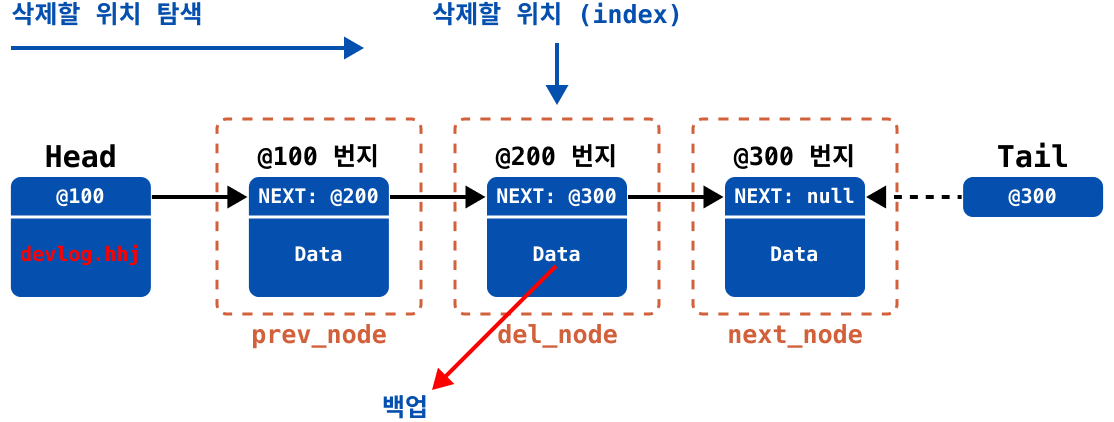 삭제할 위치 탐색
삭제할 위치 (index)
Head
@100 번지
@200 번지
@300 번지
Tail
@100
NEXT: @200
NEXT: @300
NEXT: null
@300
devlog.hhj
Data
Data
Data
prev_node
del_node
next_node
백업